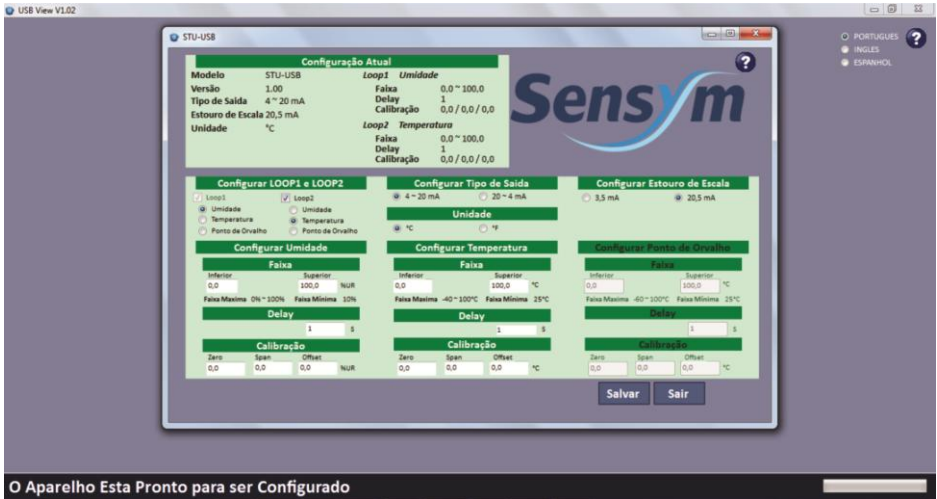 USB View V1.02
PORTUGUES
INGLES
ESPANHOL
?
STU-USB
?
Sensym
Configuração Atual
Modelo STU-USB
Versão 1.00
Tipo de Saida 4 ~ 20 mA
Estouro de Escala 20,5 mA
Unidade °C
Loop1 Umidade
Faixa 0,0 ~ 100,0
Delay 1
Calibração 0,0 / 0,0 / 0,0
Loop2 Temperatura
Faixa 0,0 ~ 100,0
Delay 1
Calibração 0,0 / 0,0 / 0,0
Configurar LOOP1 e LOOP2
Loop1 Loop2
Umidade Umidade
Temperatura Temperatura
Ponto de Orvalho Ponto de Orvalho
Configurar Tipo de Saida
4 ~ 20 mA 20 ~ 4 mA
Unidade
°C °F
Configurar Estouro de Escala
3,5 mA 20,5 mA
Configurar Umidade
Faixa
Inferior Superior
0,0 100,0 %UR
Faixa Maxima 0% ~ 100% Faixa Mínima 10%
Delay
1 S
Calibração
Zero Span Offset
0,0 0,0 0,0 %UR
Configurar Temperatura
Faixa
Inferior Superior
0,0 100,0 °C
Faixa Maxima -40 ~ 100°C Faixa Mínima 25°C
Delay
1 S
Calibração
Zero Span Offset
0,0 0,0 0,0 °C
Configurar Ponto de Orvalho
Faixa
Inferior Superior
0,0 100,0 °C
Faixa Maxima -60 ~ 100°C Faixa Mínima 25°C
Delay
1 S
Calibração
Zero Span Offset
0,0 0,0 0,0 °C
Salvar Sair
O Aparelho Esta Pronto para ser Configurado